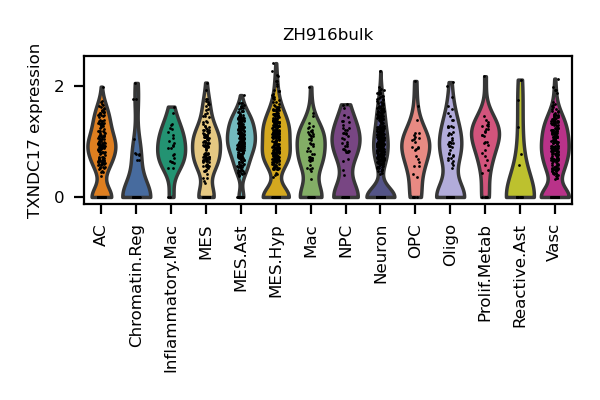 ZH916bulk
TXNDC17 expression
2
0
AC
Chromatin.Reg
Inflammatory.Mac
MES
MES.Ast
MES.Hyp
Mac
NPC
Neuron
OPC
Oligo
Prolif.Metab
Reactive.Ast
Vasc